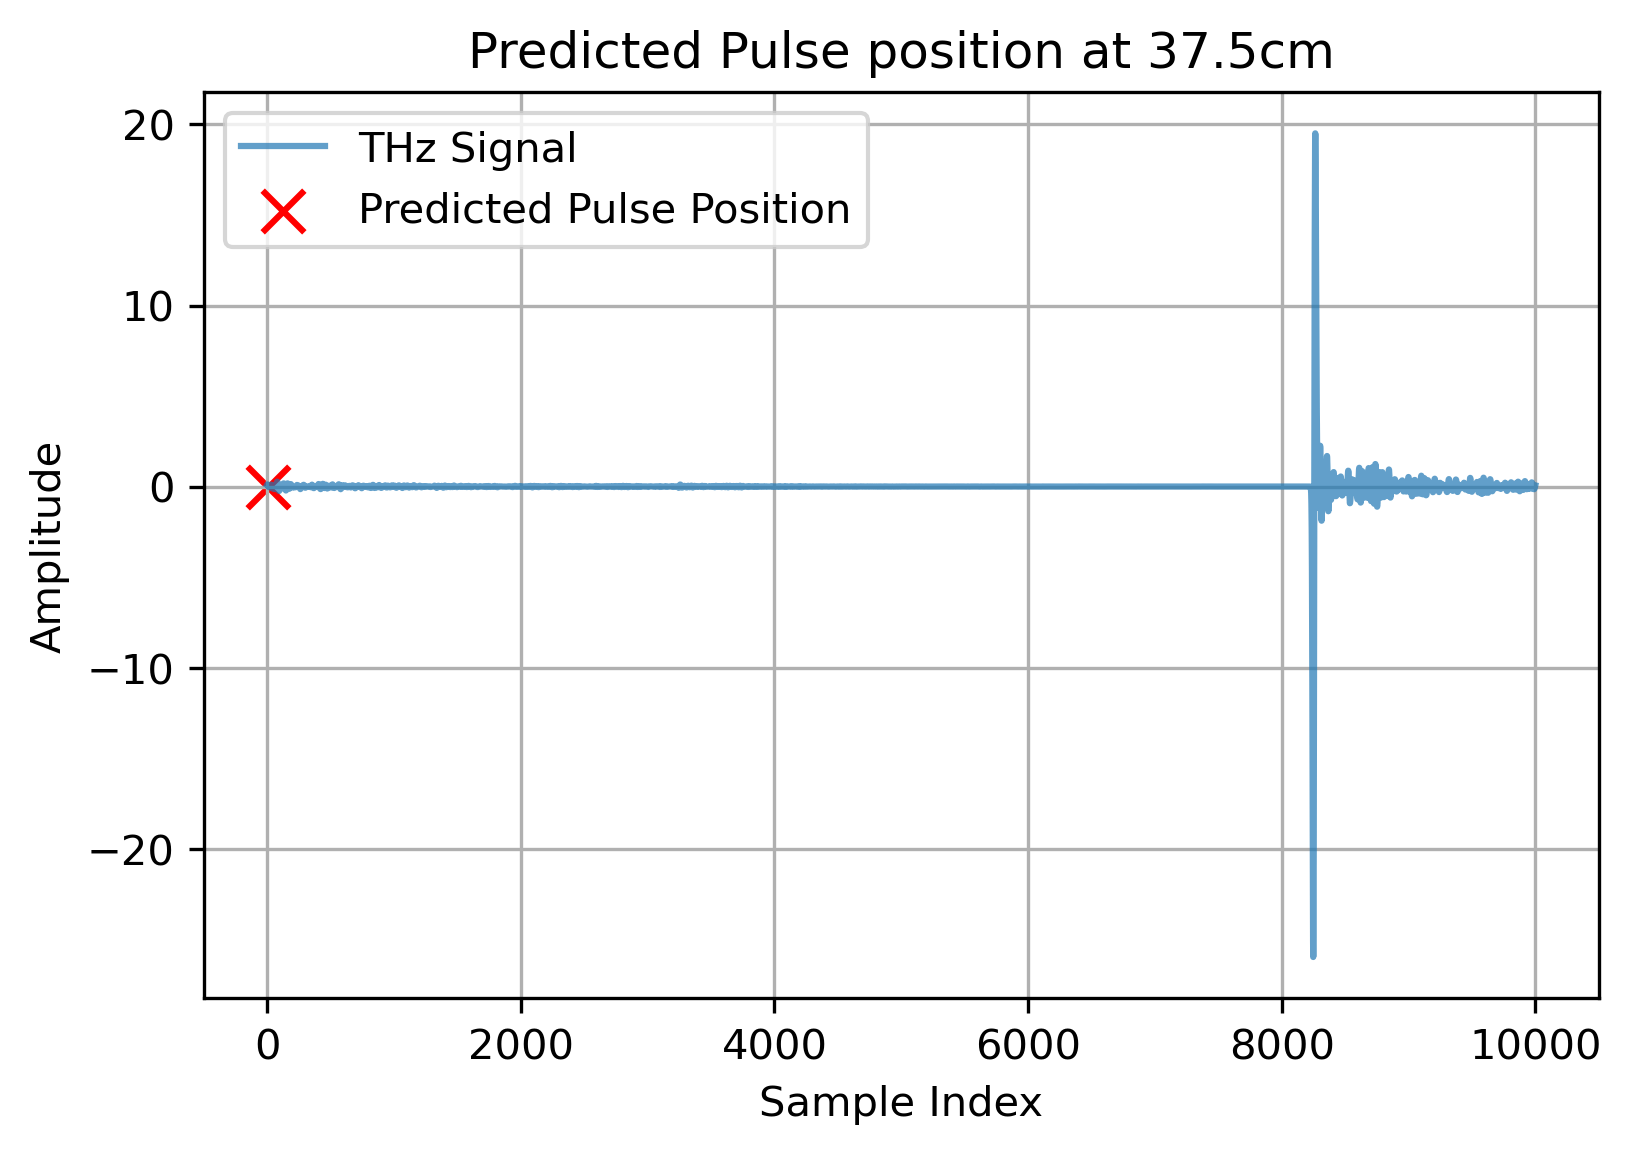 Predicted Pulse position at 37.5cm
THz Signal
Predicted Pulse Position
20
10
0
−10
−20
Amplitude
0 2000 4000 6000 8000 10000
Sample Index